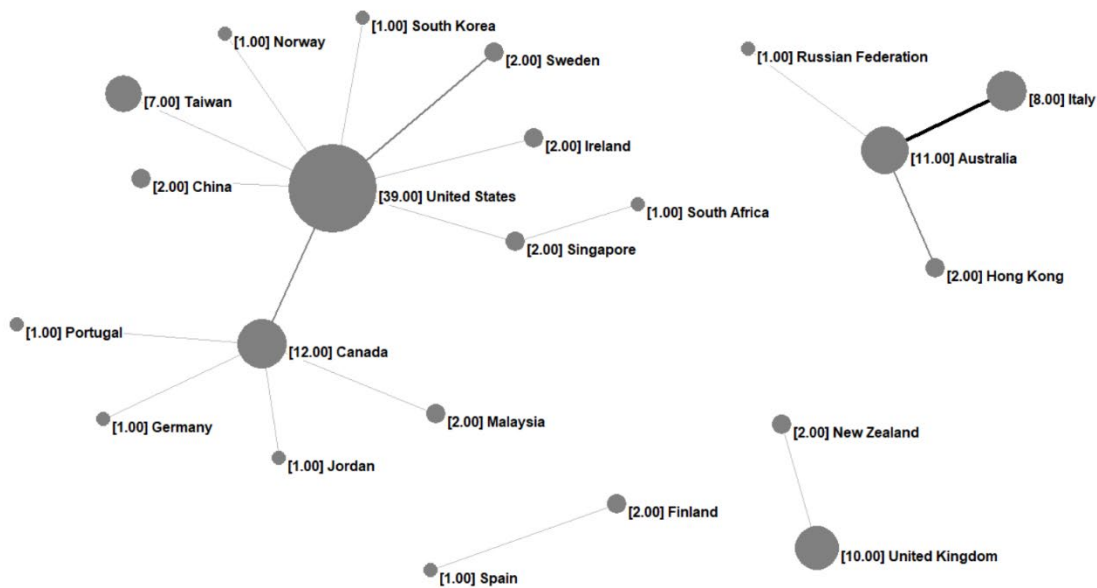 [1.00] South Korea
[1.00] Norway
[2.00] Sweden
[1.00] Russian Federation
[7.00] Taiwan
[8.00] Italy
[2.00] Ireland
[11.00] Australia
[2.00] China
[39.00] United States
[1.00] South Africa
[2.00] Singapore
[2.00] Hong Kong
[1.00] Portugal
[12.00] Canada
[2.00] Malaysia
[1.00] Germany
[2.00] New Zealand
[1.00] Jordan
[2.00] Finland
[10.00] United Kingdom
[1.00] Spain